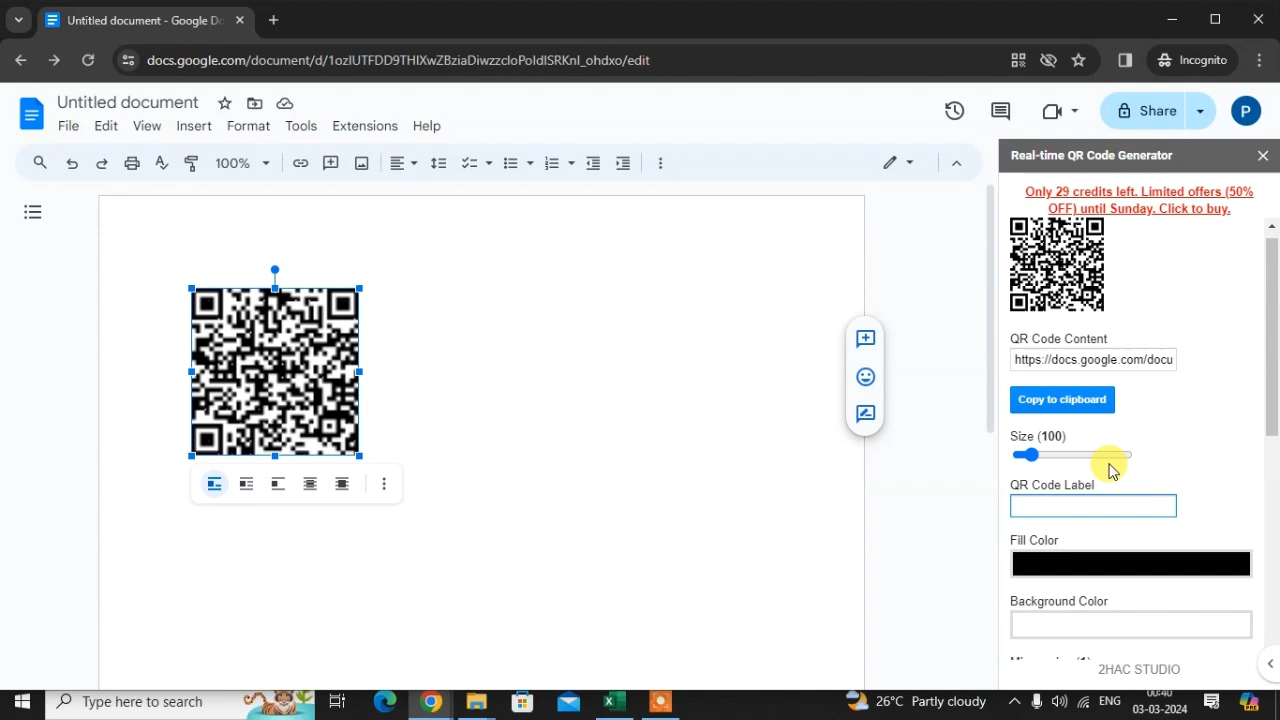 Untitled document - Google Do
docs.google.com/document/d/1ozlUTFDD9THIXwZBziaDiwzzcloPoldlSRKnl_ohdxo/edit
Incognito
Untitled document
File Edit View Insert Format Tools Extensions Help
Share
P
100%
Real-time QR Code Generator
Only 29 credits left. Limited offers (50%
OFF) until Sunday. Click to buy.
QR Code Content
https://docs.google.com/docu
Copy to clipboard
Size (100)
QR Code Label
Fill Color
Background Color
2HAC STUDIO
Type here to search
26°C Partly cloudy
ENG
00:40
03-03-2024